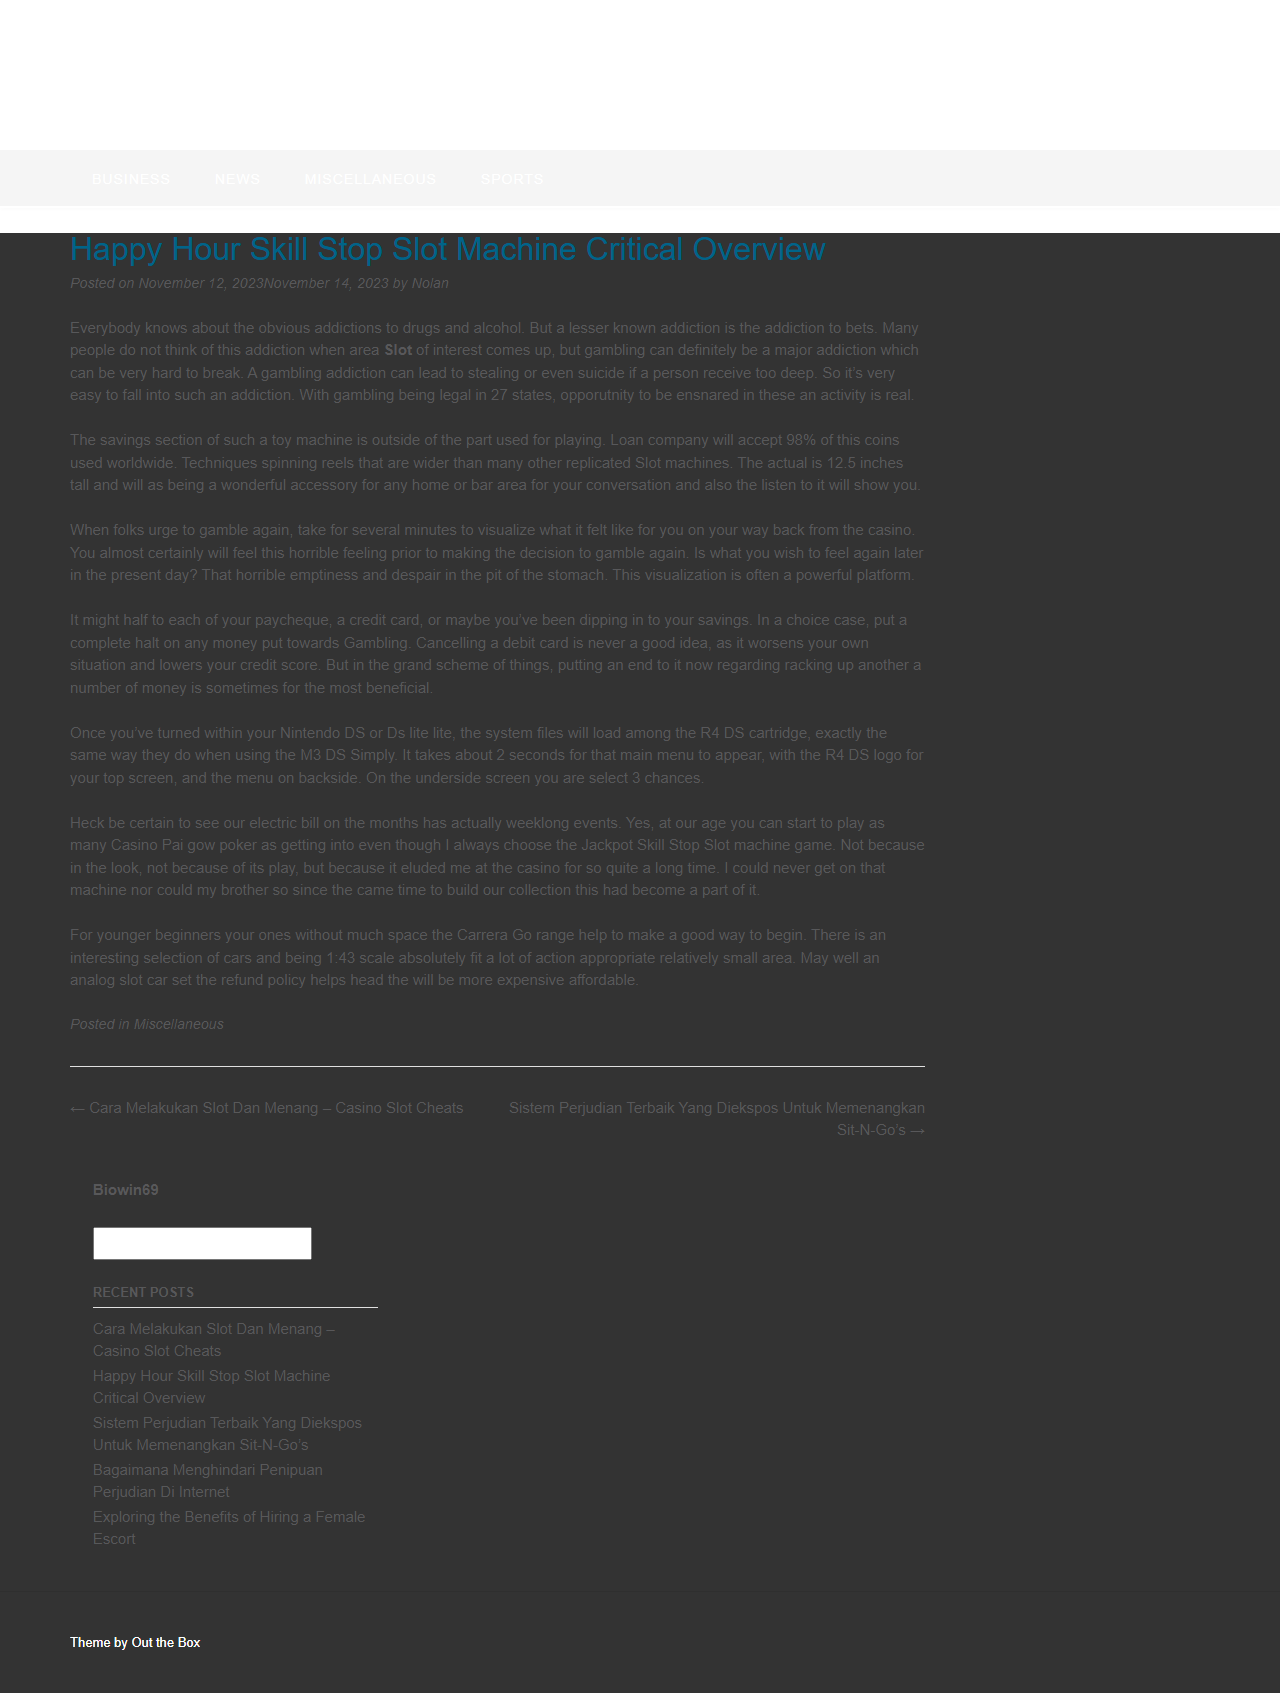 BUSINESS NEWS MISCELLANEOUS SPORTS
Happy Hour Skill Stop Slot Machine Critical Overview
Posted on November 12, 2023November 14, 2023 by Nolan
Everybody knows about the obvious addictions to drugs and alcohol. But a lesser known addiction is the addiction to bets. Many
people do not think of this addiction when area Slot of interest comes up, but gambling can definitely be a major addiction which
can be very hard to break. A gambling addiction can lead to stealing or even suicide if a person receive too deep. So it’s very
easy to fall into such an addiction. With gambling being legal in 27 states, opporutnity to be ensnared in these an activity is real.
The savings section of such a toy machine is outside of the part used for playing. Loan company will accept 98% of this coins
used worldwide. Techniques spinning reels that are wider than many other replicated Slot machines. The actual is 12.5 inches
tall and will as being a wonderful accessory for any home or bar area for your conversation and also the listen to it will show you.
When folks urge to gamble again, take for several minutes to visualize what it felt like for you on your way back from the casino.
You almost certainly will feel this horrible feeling prior to making the decision to gamble again. Is what you wish to feel again later
in the present day? That horrible emptiness and despair in the pit of the stomach. This visualization is often a powerful platform.
It might half to each of your paycheque, a credit card, or maybe you’ve been dipping in to your savings. In a choice case, put a
complete halt on any money put towards Gambling. Cancelling a debit card is never a good idea, as it worsens your own
situation and lowers your credit score. But in the grand scheme of things, putting an end to it now regarding racking up another a
number of money is sometimes for the most beneficial.
Once you’ve turned within your Nintendo DS or Ds lite lite, the system files will load among the R4 DS cartridge, exactly the
same way they do when using the M3 DS Simply. It takes about 2 seconds for that main menu to appear, with the R4 DS logo for
your top screen, and the menu on backside. On the underside screen you are select 3 chances.
Heck be certain to see our electric bill on the months has actually weeklong events. Yes, at our age you can start to play as
many Casino Pai gow poker as getting into even though I always choose the Jackpot Skill Stop Slot machine game. Not because
in the look, not because of its play, but because it eluded me at the casino for so quite a long time. I could never get on that
machine nor could my brother so since the came time to build our collection this had become a part of it.
For younger beginners your ones without much space the Carrera Go range help to make a good way to begin. There is an
interesting selection of cars and being 1:43 scale absolutely fit a lot of action appropriate relatively small area. May well an
analog slot car set the refund policy helps head the will be more expensive affordable.
Posted in Miscellaneous
← Cara Melakukan Slot Dan Menang – Casino Slot Cheats
Sistem Perjudian Terbaik Yang Diekspos Untuk Memenangkan
Sit-N-Go’s →
Biowin69
RECENT POSTS
Cara Melakukan Slot Dan Menang –
Casino Slot Cheats
Happy Hour Skill Stop Slot Machine
Critical Overview
Sistem Perjudian Terbaik Yang Diekspos
Untuk Memenangkan Sit-N-Go’s
Bagaimana Menghindari Penipuan
Perjudian Di Internet
Exploring the Benefits of Hiring a Female
Escort
Theme by Out the Box